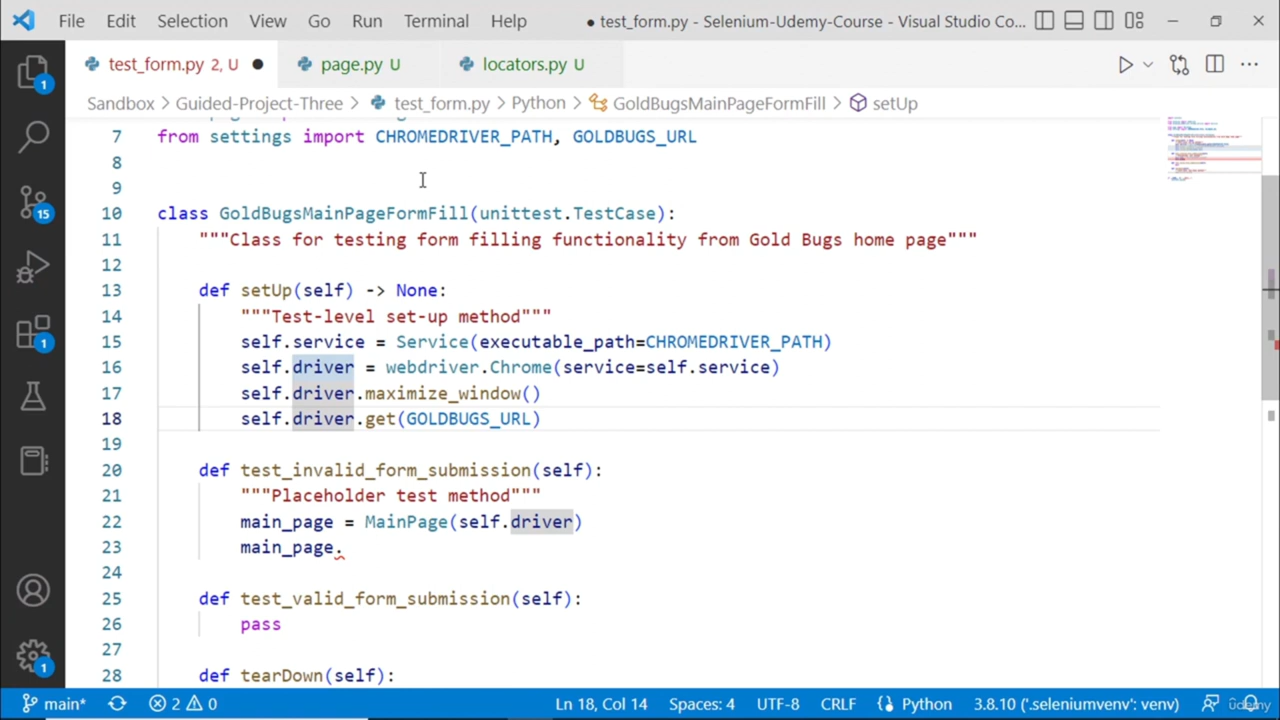 File Edit Selection View Go Run Terminal Help ● test_form.py - Selenium-Udemy-Course - Visual Studio Co...
test_form.py 2, U ● page.py U locators.py U
Sandbox > Guided-Project-Three > test_form.py > Python > GoldBugsMainPageFormFill > setUp
7 from settings import CHROMEDRIVER_PATH, GOLDBUGS_URL
8
9
10 class GoldBugsMainPageFormFill(unittest.TestCase):
11 """Class for testing form filling functionality from Gold Bugs home page"""
12
13 def setUp(self) -> None:
14 """Test-level set-up method"""
15 self.service = Service(executable_path=CHROMEDRIVER_PATH)
16 self.driver = webdriver.Chrome(service=self.service)
17 self.driver.maximize_window()
18 self.driver.get(GOLDBUGS_URL)
19
20 def test_invalid_form_submission(self):
21 """Placeholder test method"""
22 main_page = MainPage(self.driver)
23 main_page.
24
25 def test_valid_form_submission(self):
26 pass
27
28 def tearDown(self):
1
15
1
1
main* 2 0 Ln 18, Col 14 Spaces: 4 UTF-8 CRLF Python 3.8.10 ('.seleniumvenv': venv)
udemy